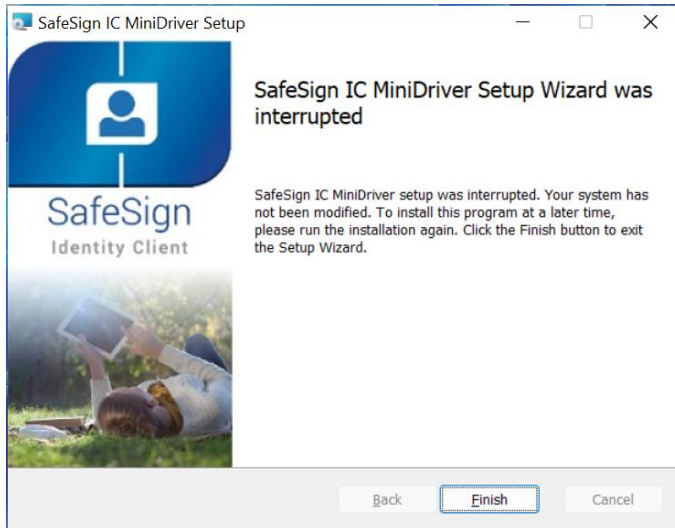 SafeSign IC MiniDriver Setup
SafeSign IC MiniDriver Setup Wizard was
interrupted
SafeSign IC MiniDriver setup was interrupted. Your system has
not been modified. To install this program at a later time,
please run the installation again. Click the Finish button to exit
the Setup Wizard.
SafeSign
Identity Client
Back
Finish
Cancel